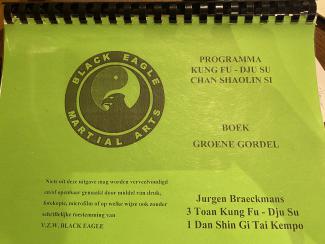 BLACK EAGLE
MARTIAL ARTS
PROGRAMMA
KUNG FU - DJU SU
CHAN SHAOLIN SI
BOEK
GROENE GORDEL
Niets uit deze uitgave mag worden verveelvoudigd
en/of openbaar gemaakt door middel van druk,
fotokopie, microfilm of op welke wijze ook zonder
schriftelijke toestemming van
V.Z.W. BLACK EAGLE
Jurgen Braeckmans
3 Toan Kung Fu - Dju Su
1 Dan Shin Gi Tai Kempo